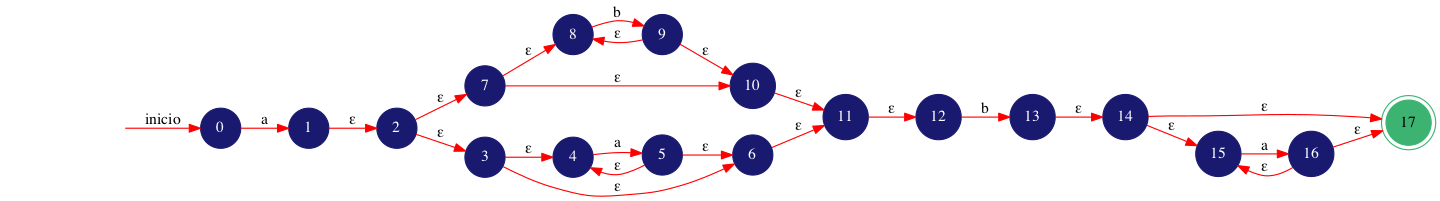 b
8 ε 9
ε ε
7 ε 10
ε ε
inicio 0 a 1 ε 2 11 ε 12 b 13 ε 14 ε 17
ε ε ε ε
3 ε 4 a 5 ε 6 15 a 16
ε ε
ε